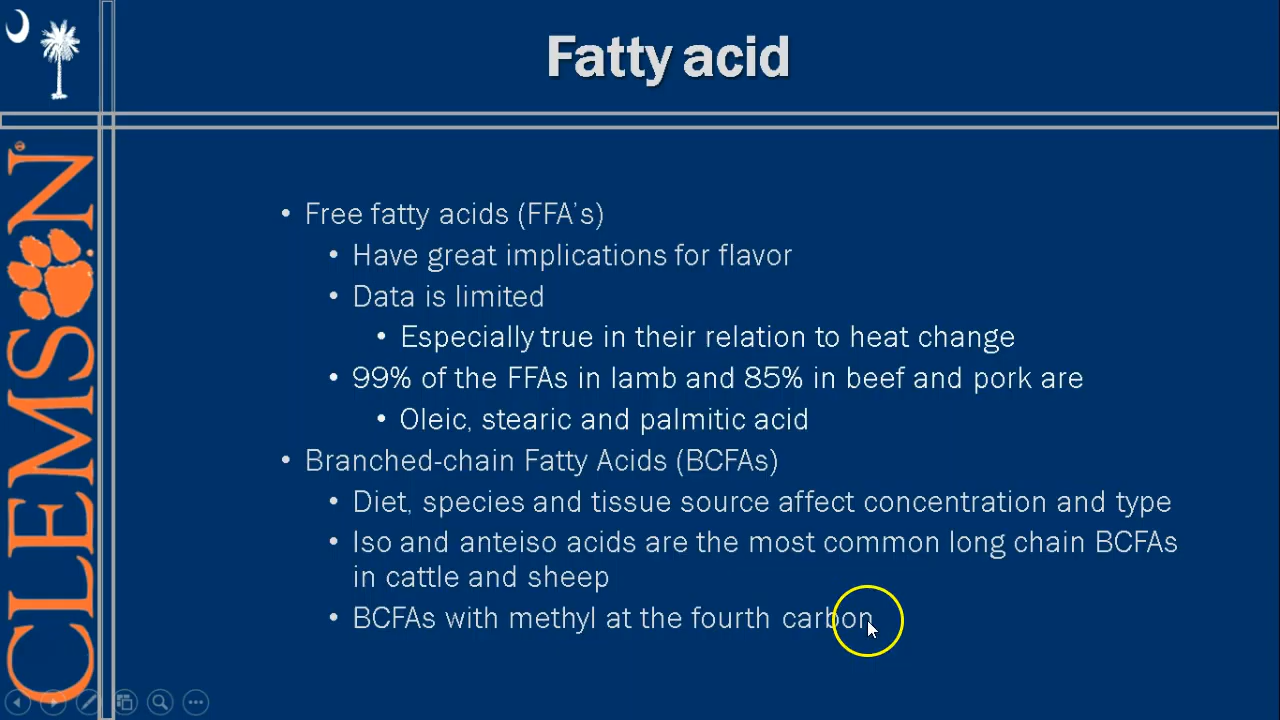 Fatty acid
CLEMSON
• Free fatty acids (FFA's)
• Have great implications for flavor
• Data is limited
• Especially true in their relation to heat change
• 99% of the FFAs in lamb and 85% in beef and pork are
• Oleic, stearic and palmitic acid
• Branched-chain Fatty Acids (BCFAs)
• Diet, species and tissue source affect concentration and type
• Iso and anteiso acids are the most common long chain BCFAs
in cattle and sheep
• BCFAs with methyl at the fourth carbon